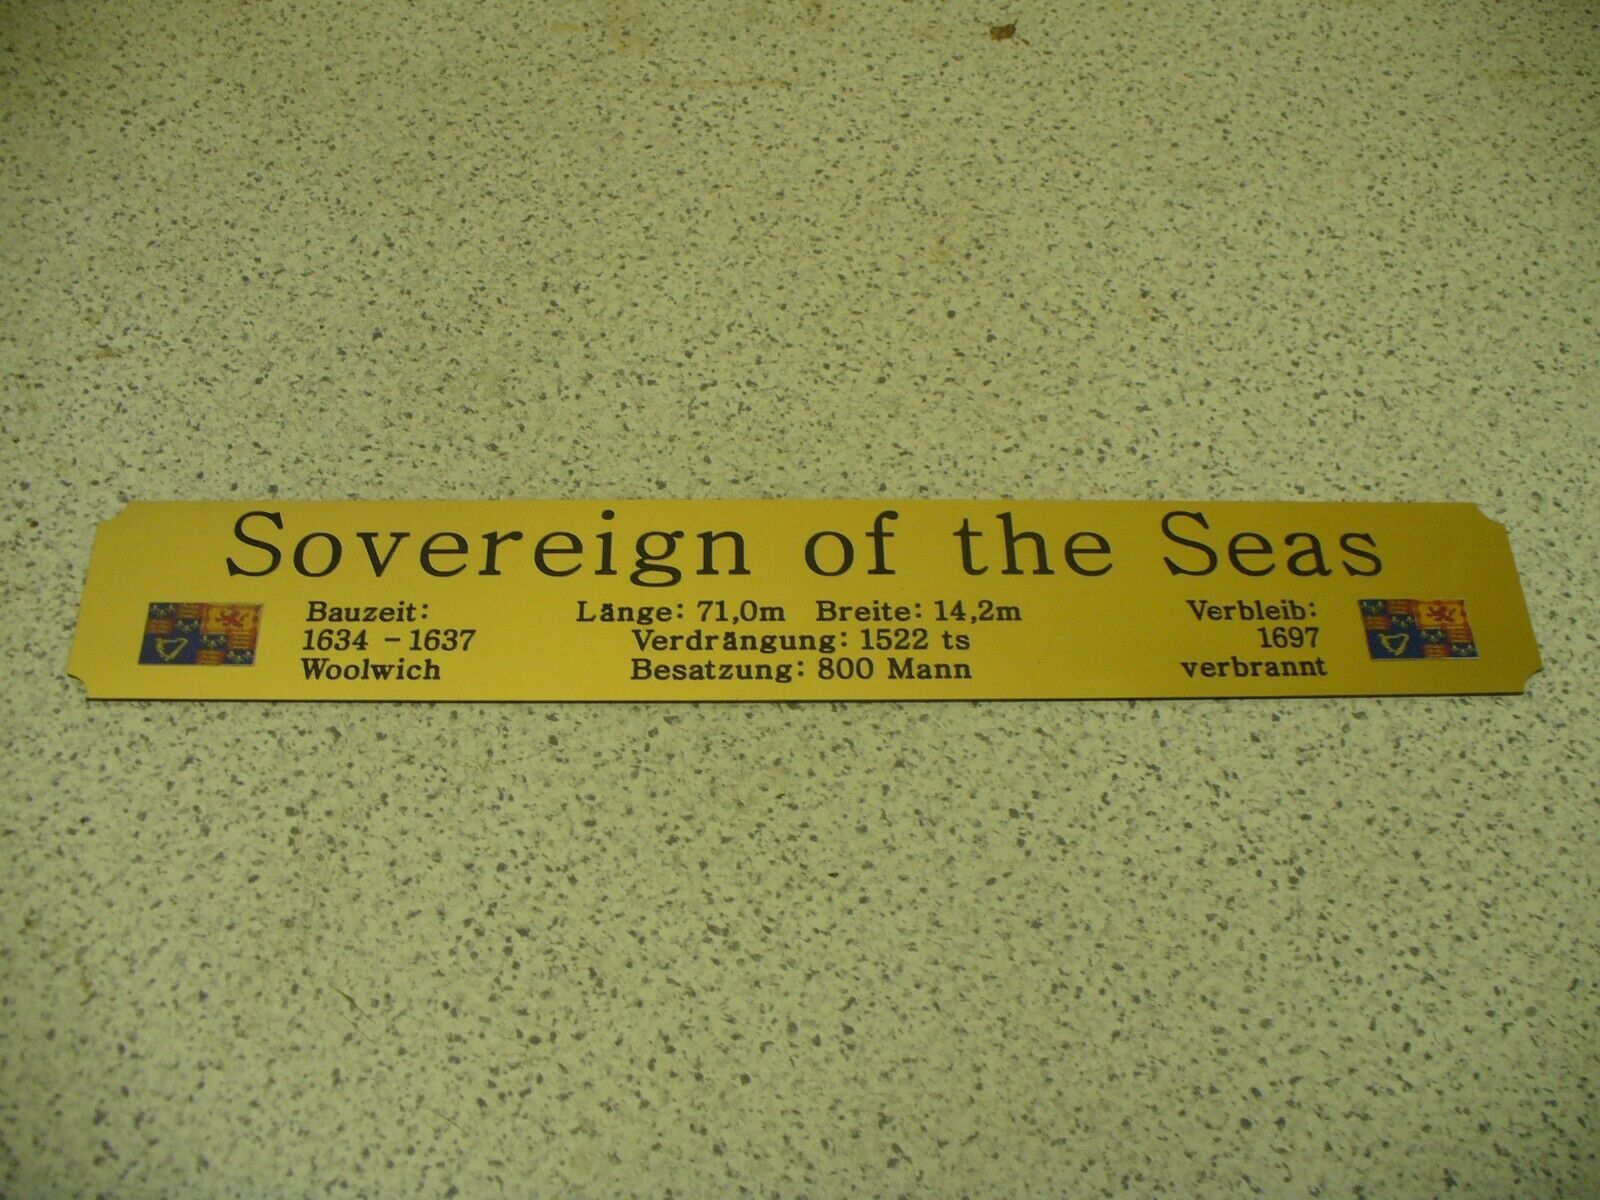 Sovereign of the Seas
Bauzeit:
1634 - 1637
Woolwich
Länge: 71,0m Breite: 14,2m
Verdrängung: 1522 ts
Besatzung: 800 Mann
Verbleib:
1697
verbrannt